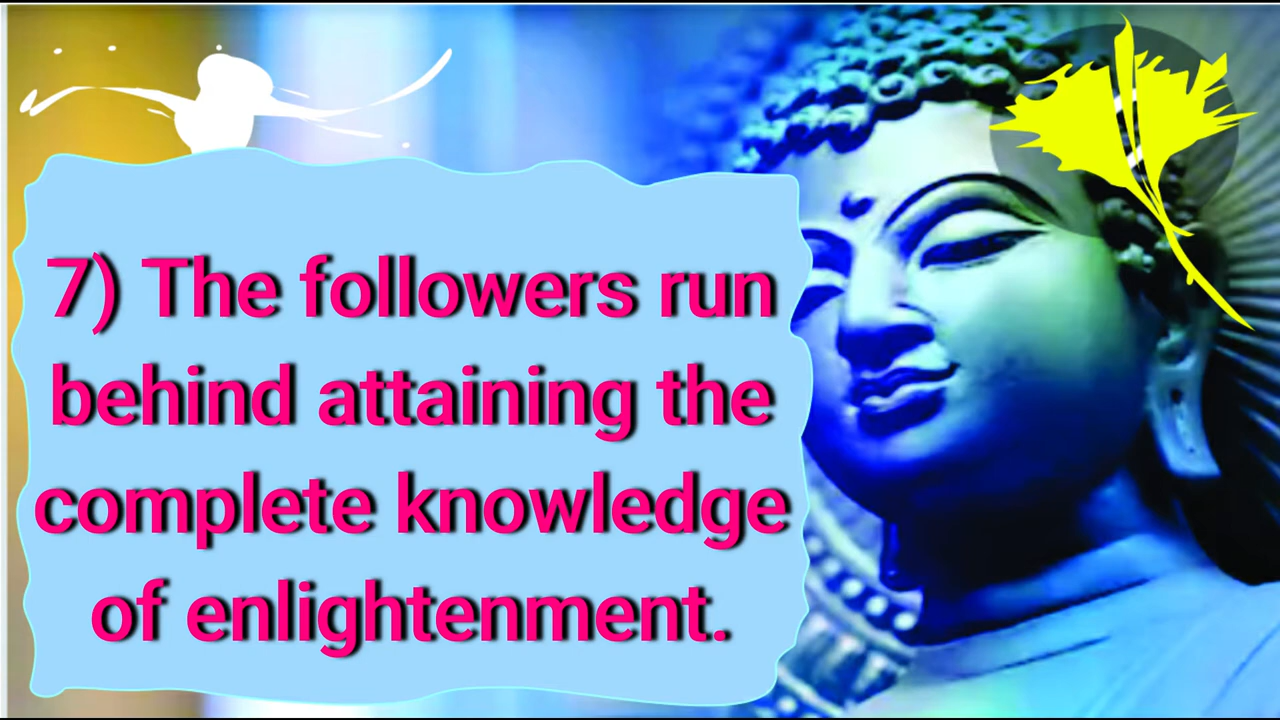 7) The followers run
behind attaining the
complete knowledge
of enlightenment.